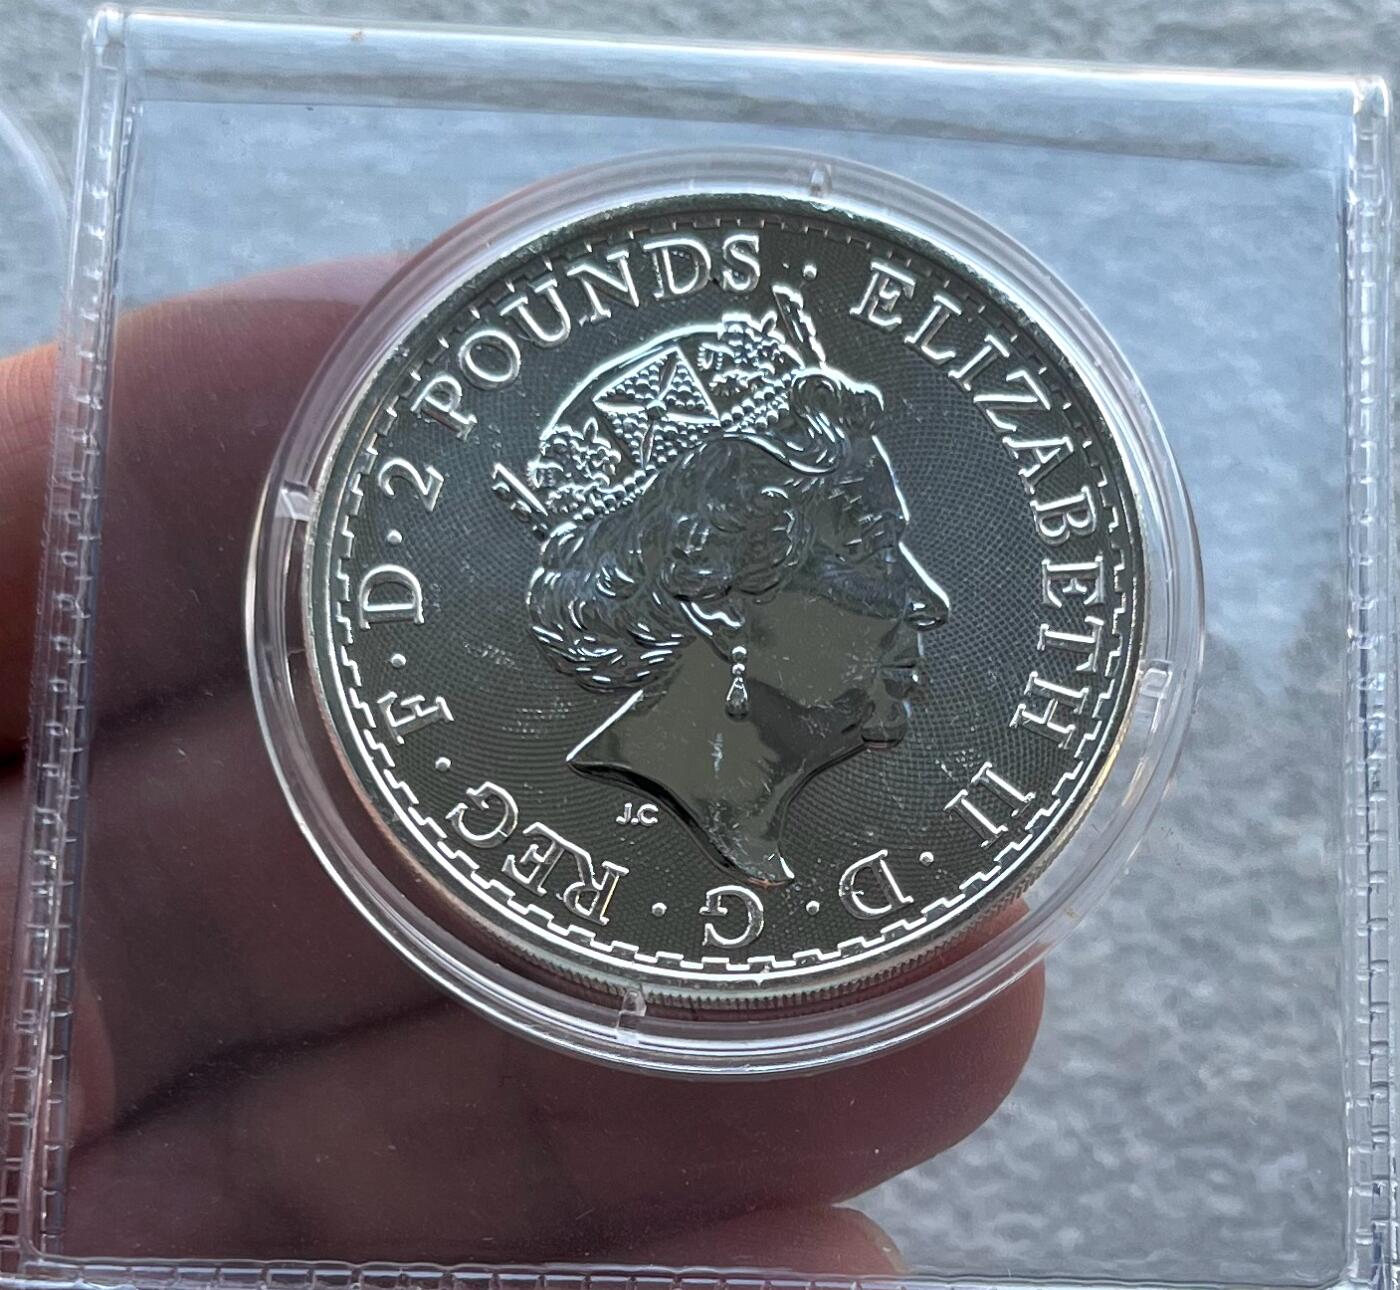 ELIZABETH II · D · G · REG · F · D · 2 POUNDS ·
J.C